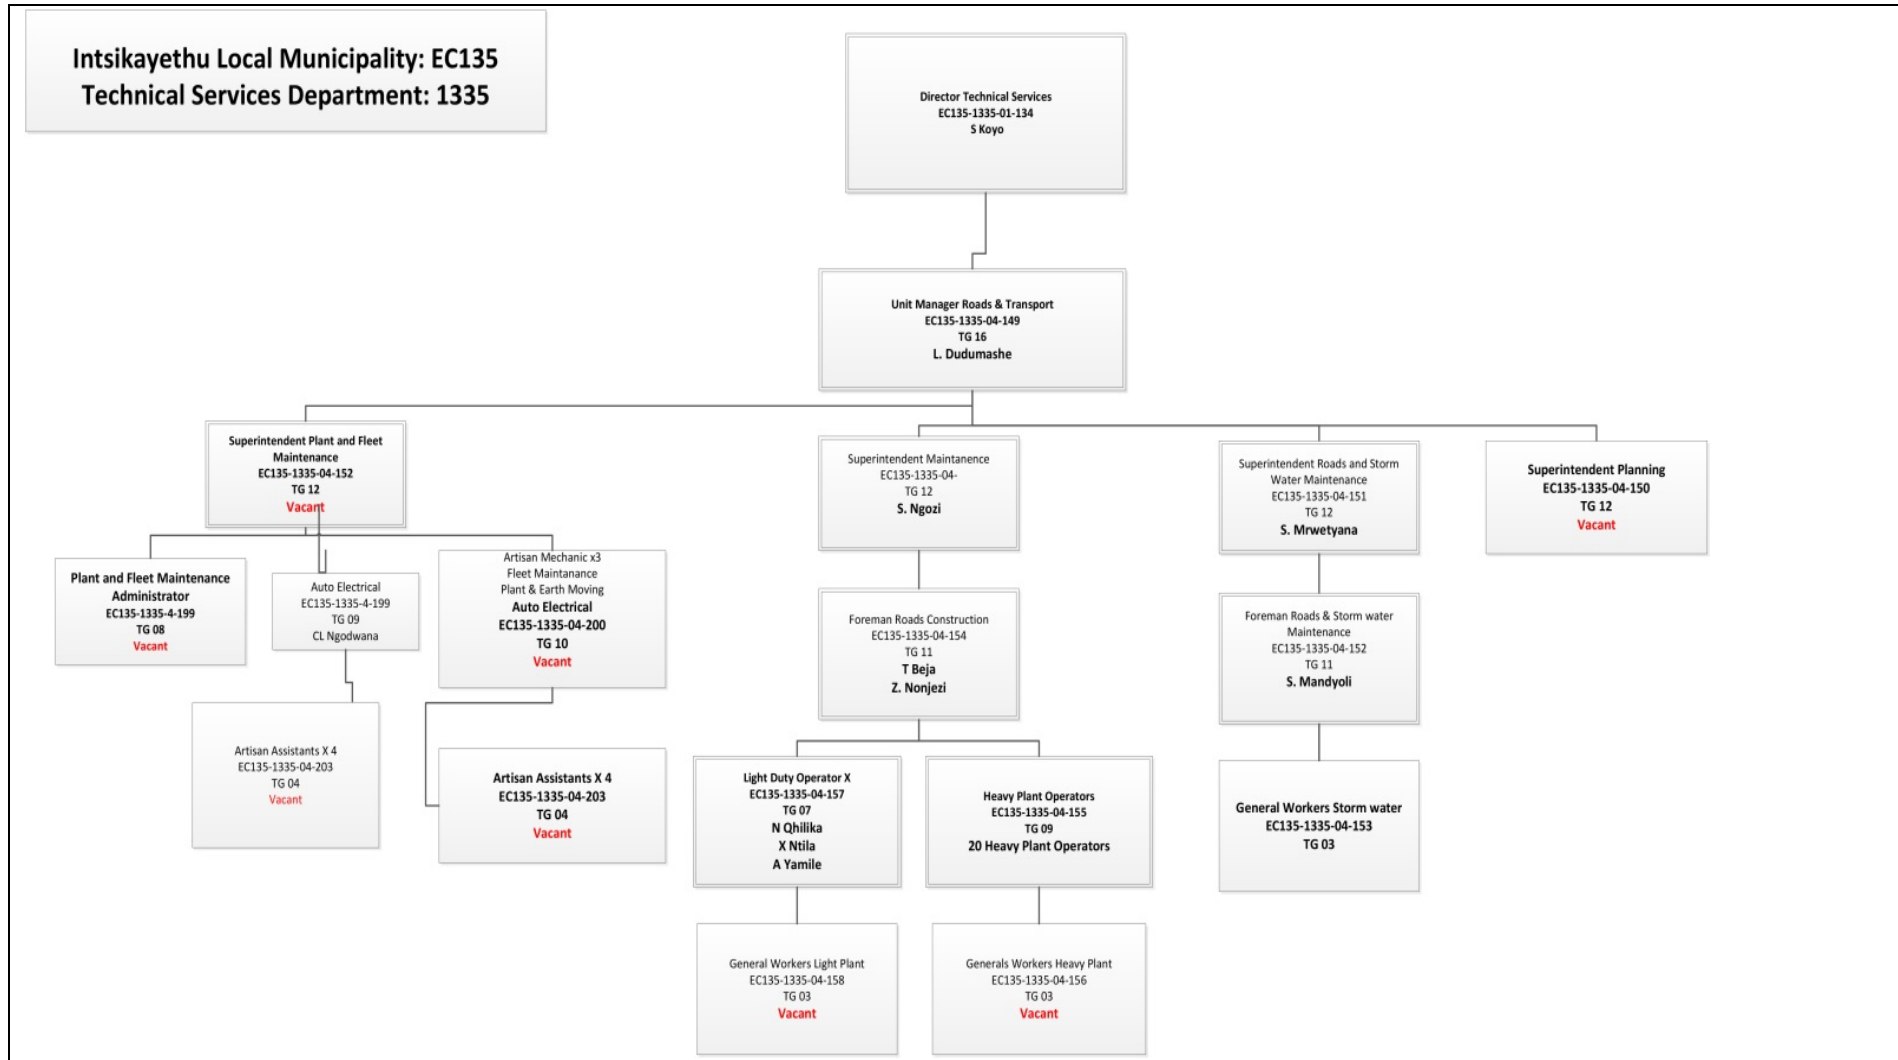 Intsikayethu Local Municipality: EC135
Technical Services Department: 1335
Director Technical Services
EC135-1335-01-134
S Koyo
Unit Manager Roads & Transport
EC135-1335-04-149
TG 16
L. Dudumashe
Superintendent Plant and Fleet
Maintenance
EC135-1335-04-152
TG 12
Vacant
Superintendent Maintanence
EC135-1335-04-
TG 12
S. Ngozi
Superintendent Roads and Storm
Water Maintenance
EC135-1335-04-151
TG 12
S. Mrwetyana
Superintendent Planning
EC135-1335-04-150
TG 12
Vacant
Plant and Fleet Maintenance
Administrator
EC135-1335-4-199
TG 08
Vacant
Auto Electrical
EC135-1335-4-199
TG 09
CL Ngodwana
Artisan Mechanic x3
Fleet Maintanance
Plant & Earth Moving
Auto Electrical
EC135-1335-04-200
TG 10
Vacant
Foreman Roads Construction
EC135-1335-04-154
TG 11
T Beja
Z. Nonjezi
Foreman Roads & Storm water
Maintenance
EC135-1335-04-152
TG 11
S. Mandyoli
Artisan Assistants X 4
EC135-1335-04-203
TG 04
Vacant
Artisan Assistants X 4
EC135-1335-04-203
TG 04
Vacant
Light Duty Operator X
EC135-1335-04-157
TG 07
N Qhilika
X Ntila
A Yamile
Heavy Plant Operators
EC135-1335-04-155
TG 09
20 Heavy Plant Operators
General Workers Storm water
EC135-1335-04-153
TG 03
General Workers Light Plant
EC135-1335-04-158
TG 03
Vacant
Generals Workers Heavy Plant
EC135-1335-04-156
TG 03
Vacant